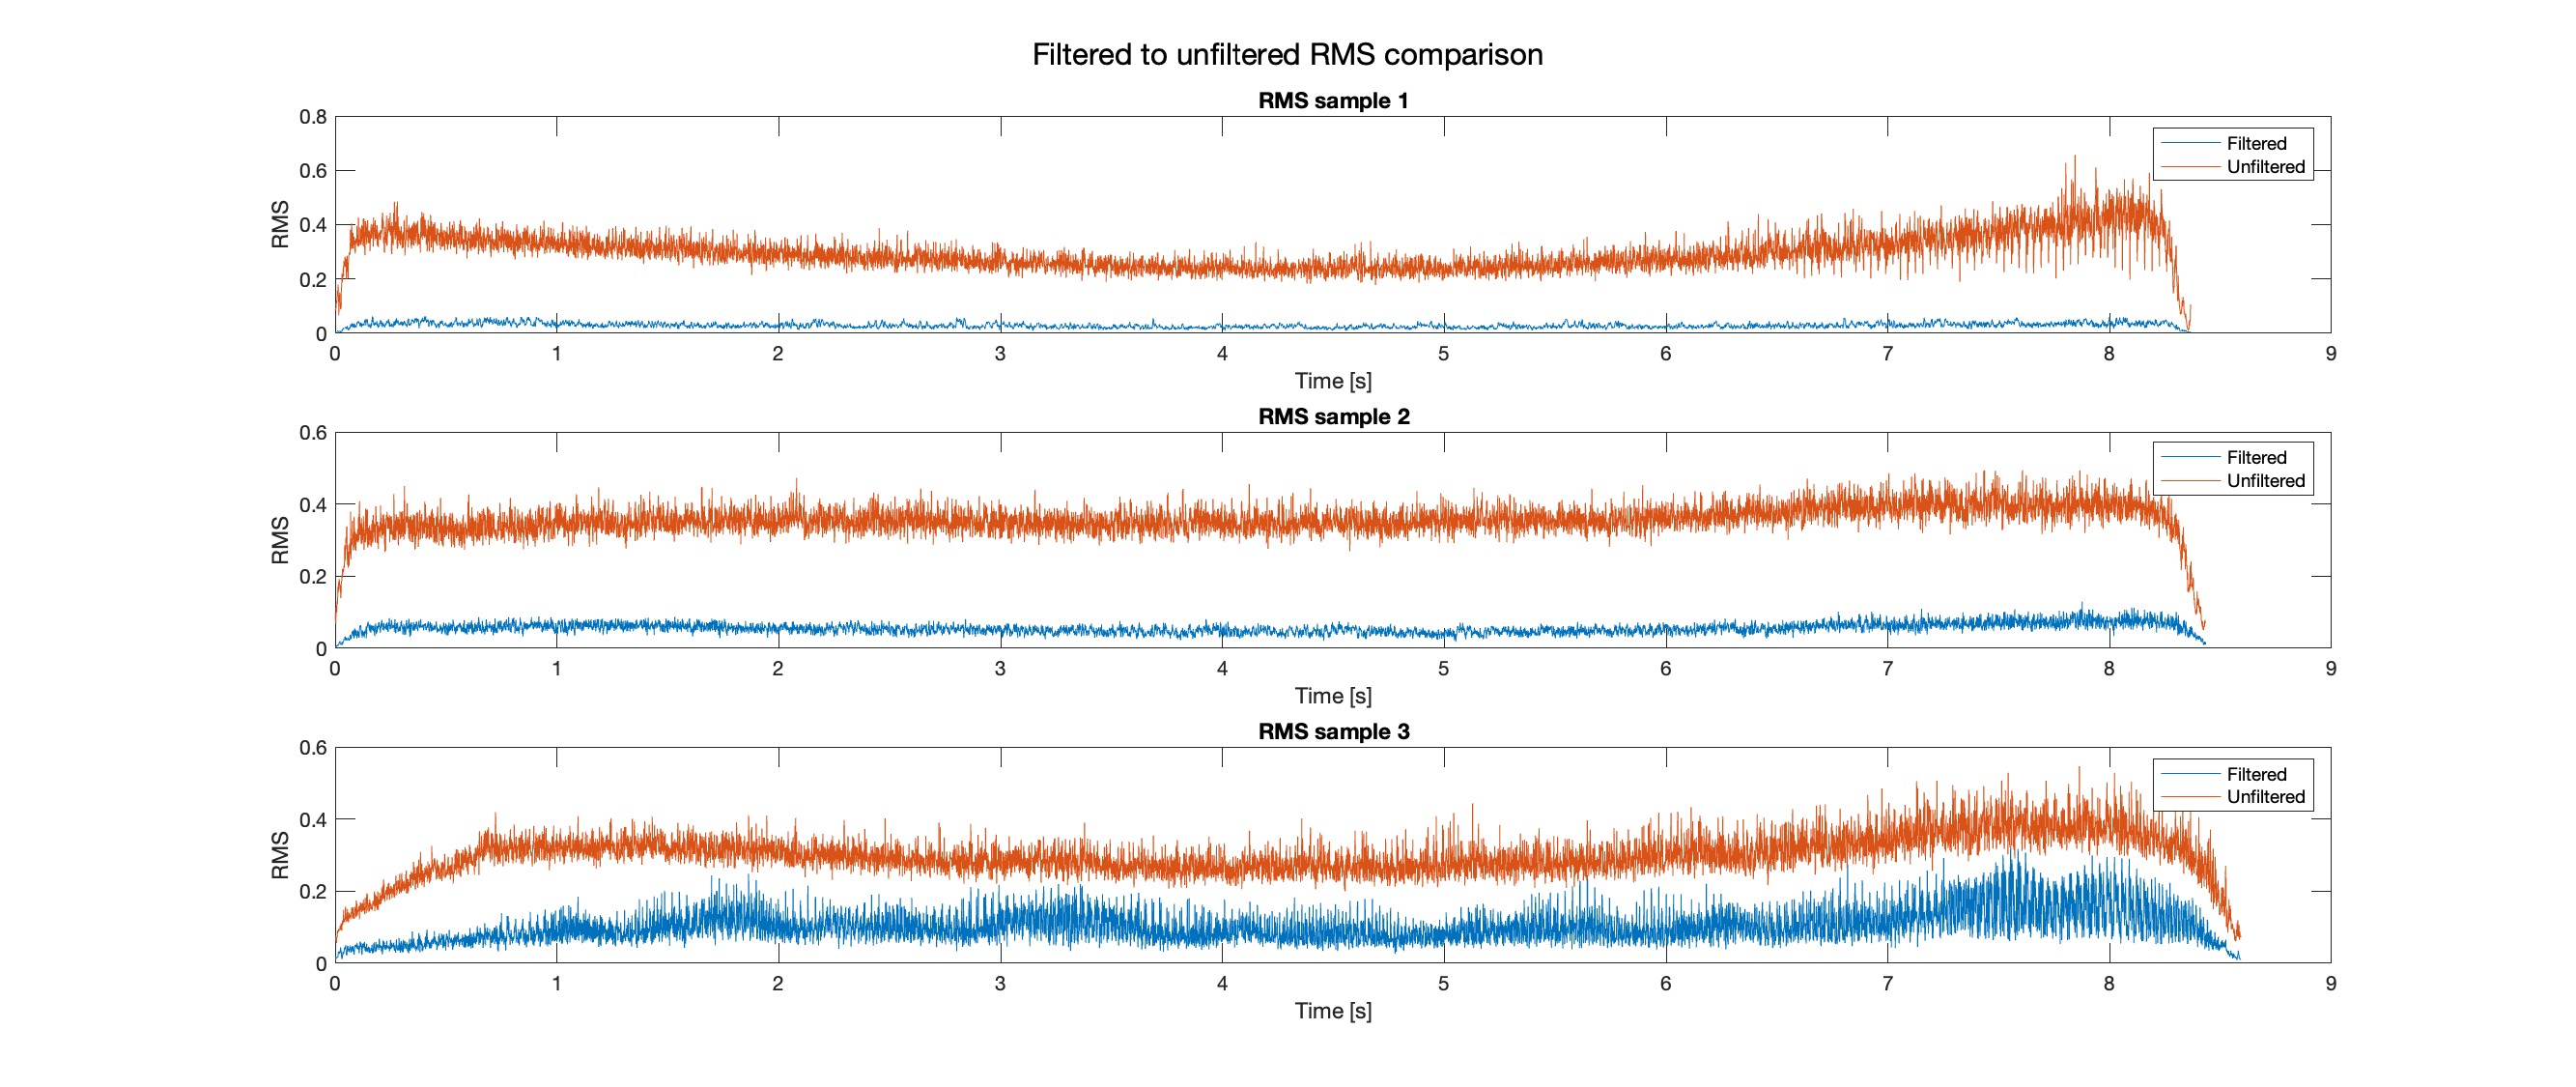 Filtered to unfiltered RMS comparison
RMS sample 1
0.8
0.6
0.4
0.2
0
RMS
Filtered
Unfiltered
0 1 2 3 4 5 6 7 8 9
Time [s]
RMS sample 2
0.6
0.4
0.2
0
RMS
Filtered
Unfiltered
0 1 2 3 4 5 6 7 8 9
Time [s]
RMS sample 3
0.6
0.4
0.2
0
RMS
Filtered
Unfiltered
0 1 2 3 4 5 6 7 8 9
Time [s]